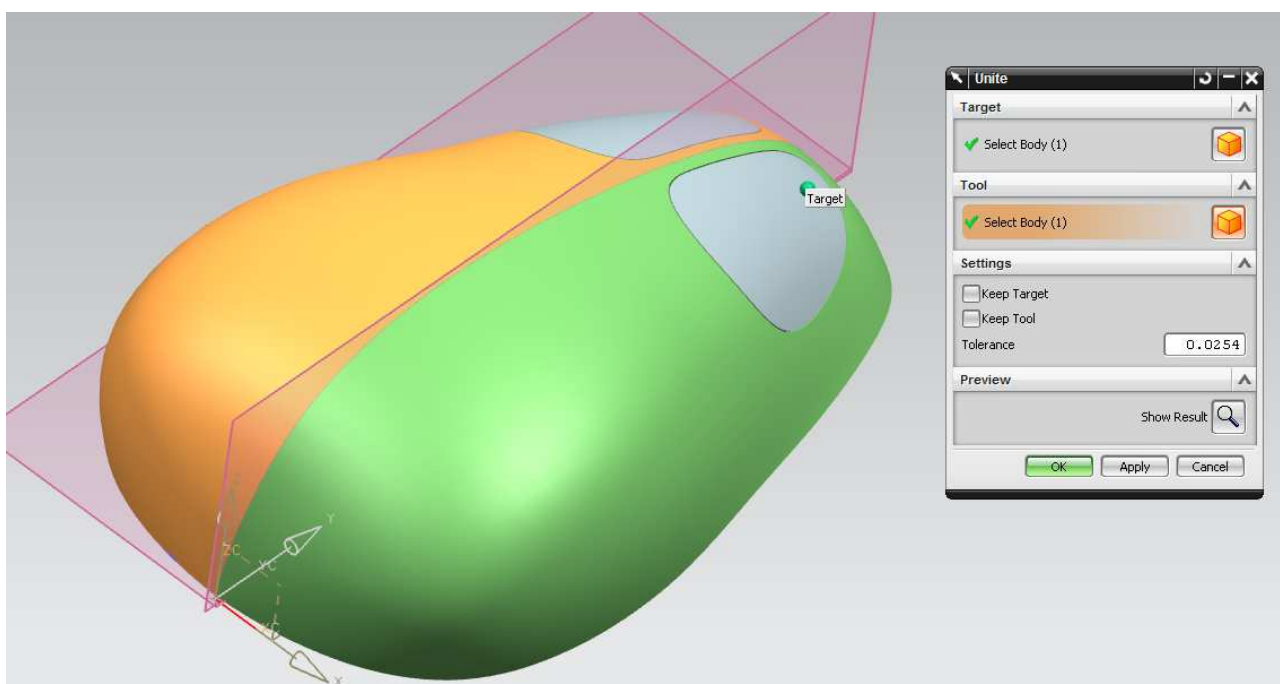 Unite
Target
Select Body (1)
Tool
Select Body (1)
Settings
Keep Target
Keep Tool
Tolerance 0.0254
Preview
Show Result
OK Apply Cancel
Target
Y
ZC
YC
XC
X